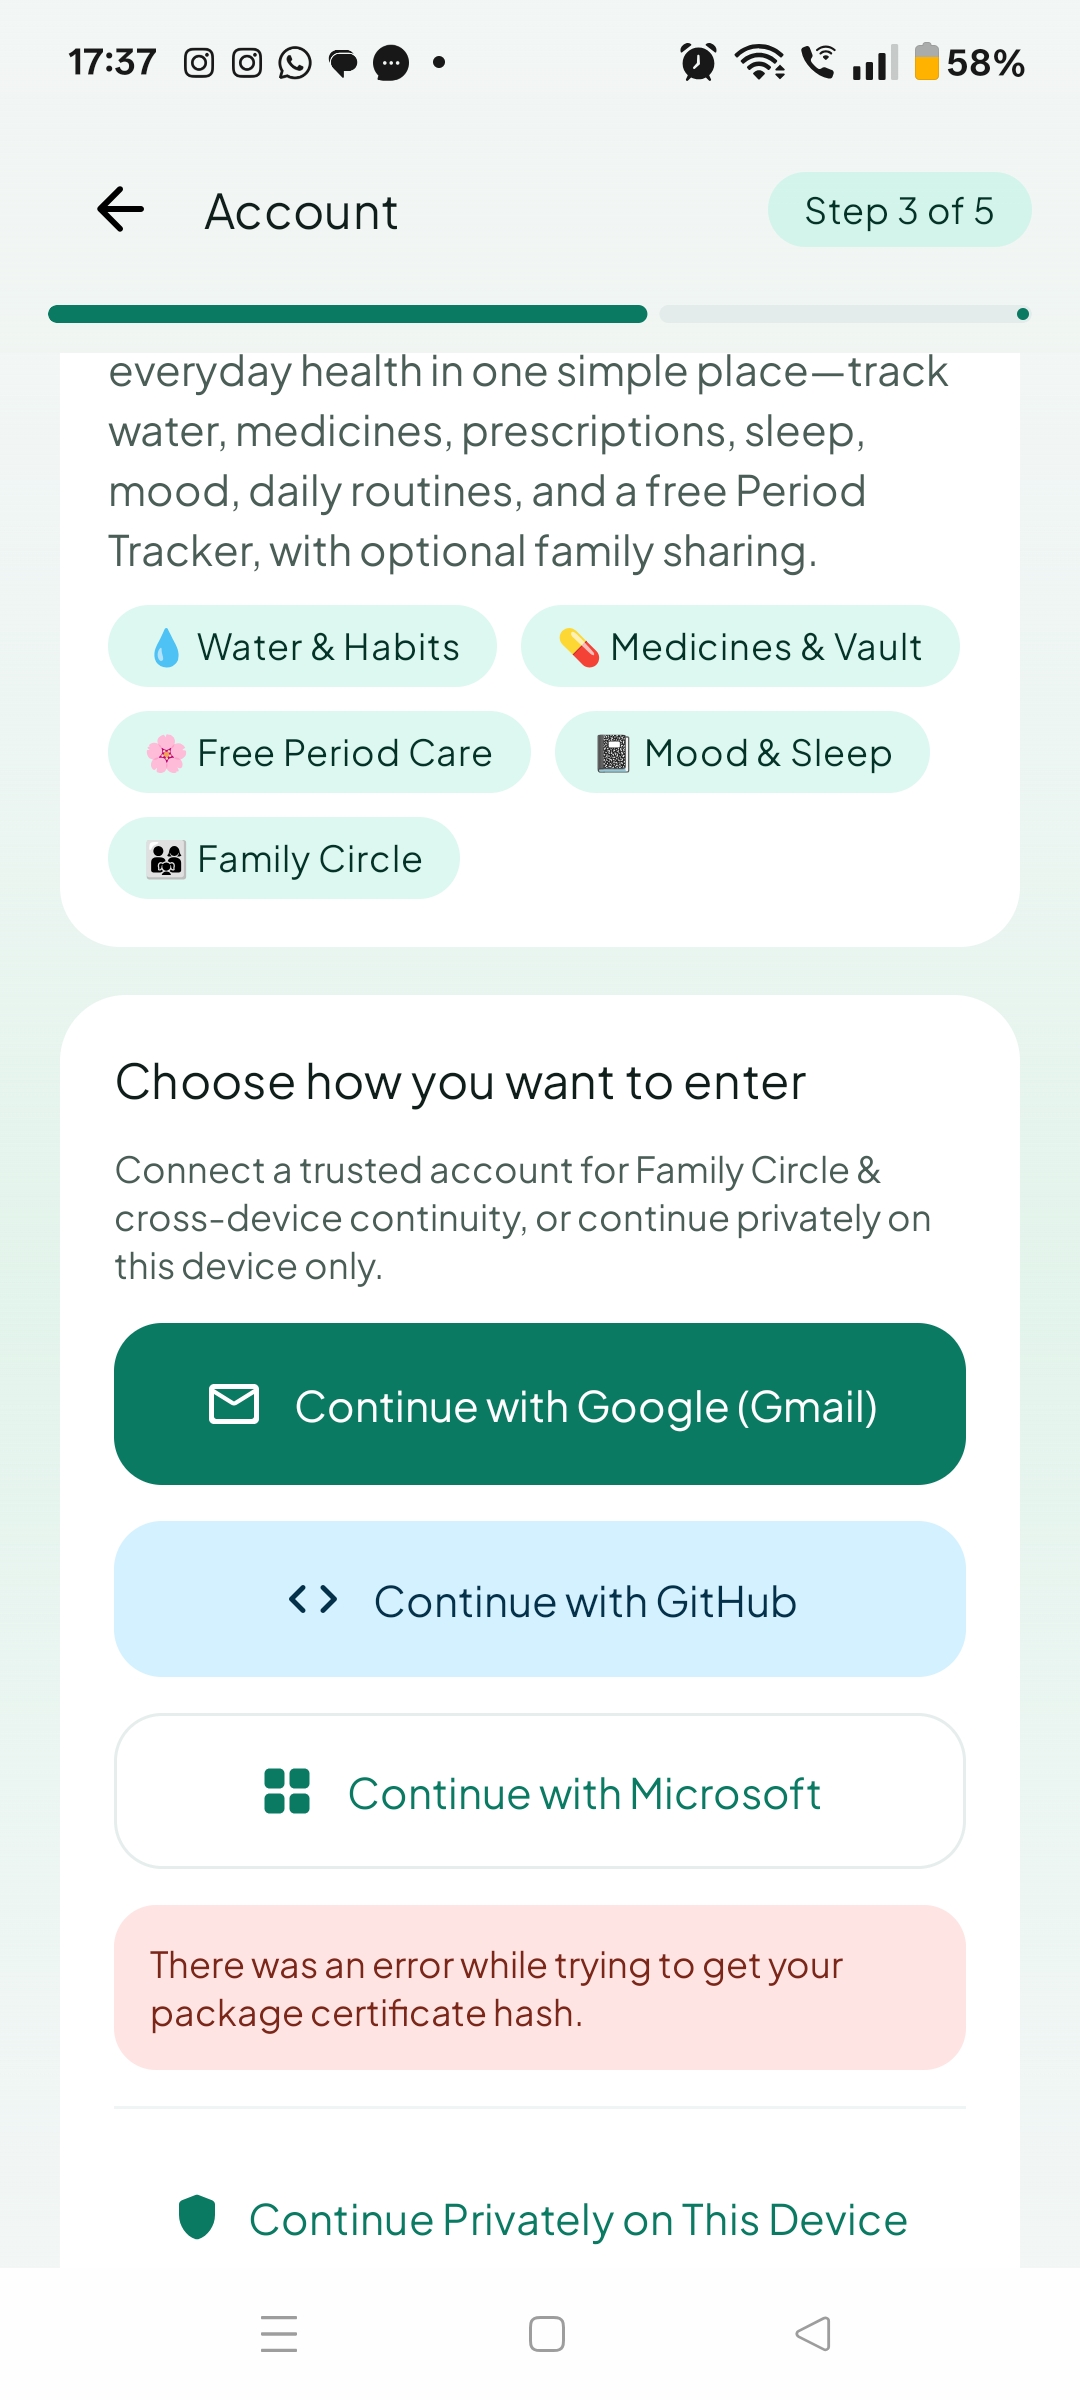 17:37
58%
Account
Step 3 of 5
everyday health in one simple place—track
water, medicines, prescriptions, sleep,
mood, daily routines, and a free Period
Tracker, with optional family sharing.
💧 Water & Habits
💊 Medicines & Vault
🌸 Free Period Care
📓 Mood & Sleep
👨‍👩‍👧 Family Circle
Choose how you want to enter
Connect a trusted account for Family Circle &
cross-device continuity, or continue privately on
this device only.
Continue with Google (Gmail)
Continue with GitHub
Continue with Microsoft
There was an error while trying to get your
package certificate hash.
Continue Privately on This Device